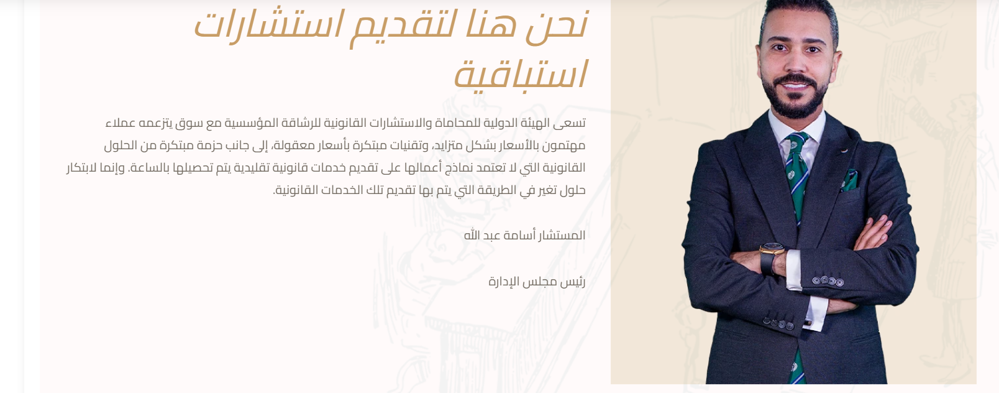 نحن هنا لتقديم استشارات
استباقية
تسعى الهيئة الدولية للمحاماة والاستشارات القانونية للرشاقة المؤسسية مع سوق يتزعمه عملاء
مهتمون بالأسعار بشكل متزايد، وتقنيات مبتكرة بأسعار معقولة، إلى جانب حزمة مبتكرة من الحلول
القانونية التي لا تعتمد نماذج أعمالها على تقديم خدمات قانونية تقليدية يتم تحصيلها بالساعة. وإنما لابتكار
حلول تغير في الطريقة التي يتم بها تقديم تلك الخدمات القانونية.
المستشار أسامة عبد الله
رئيس مجلس الإدارة